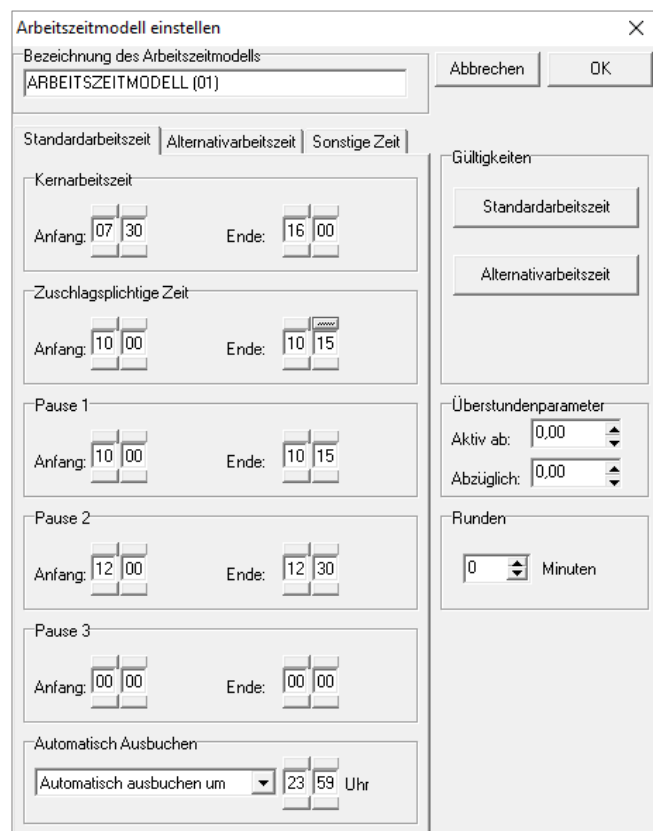 Arbeitszeitmodell einstellen
Bezeichnung des Arbeitszeitmodells
ARBEITSZEITMODELL (01)
Abbrechen
OK
Standardarbeitszeit
Alternativarbeitszeit
Sonstige Zeit
Kernarbeitszeit
Anfang: 07 30 Ende: 16 00
Zuschlagsplichtige Zeit
Anfang: 10 00 Ende: 10 15
Pause 1
Anfang: 10 00 Ende: 10 15
Pause 2
Anfang: 12 00 Ende: 12 30
Pause 3
Anfang: 00 00 Ende: 00 00
Automatisch Ausbuchen
Automatisch ausbuchen um 23 59 Uhr
Gültigkeiten
Standardarbeitszeit
Alternativarbeitszeit
Überstundenparameter
Aktiv ab: 0,00
Abzüglich: 0,00
Runden
0 Minuten